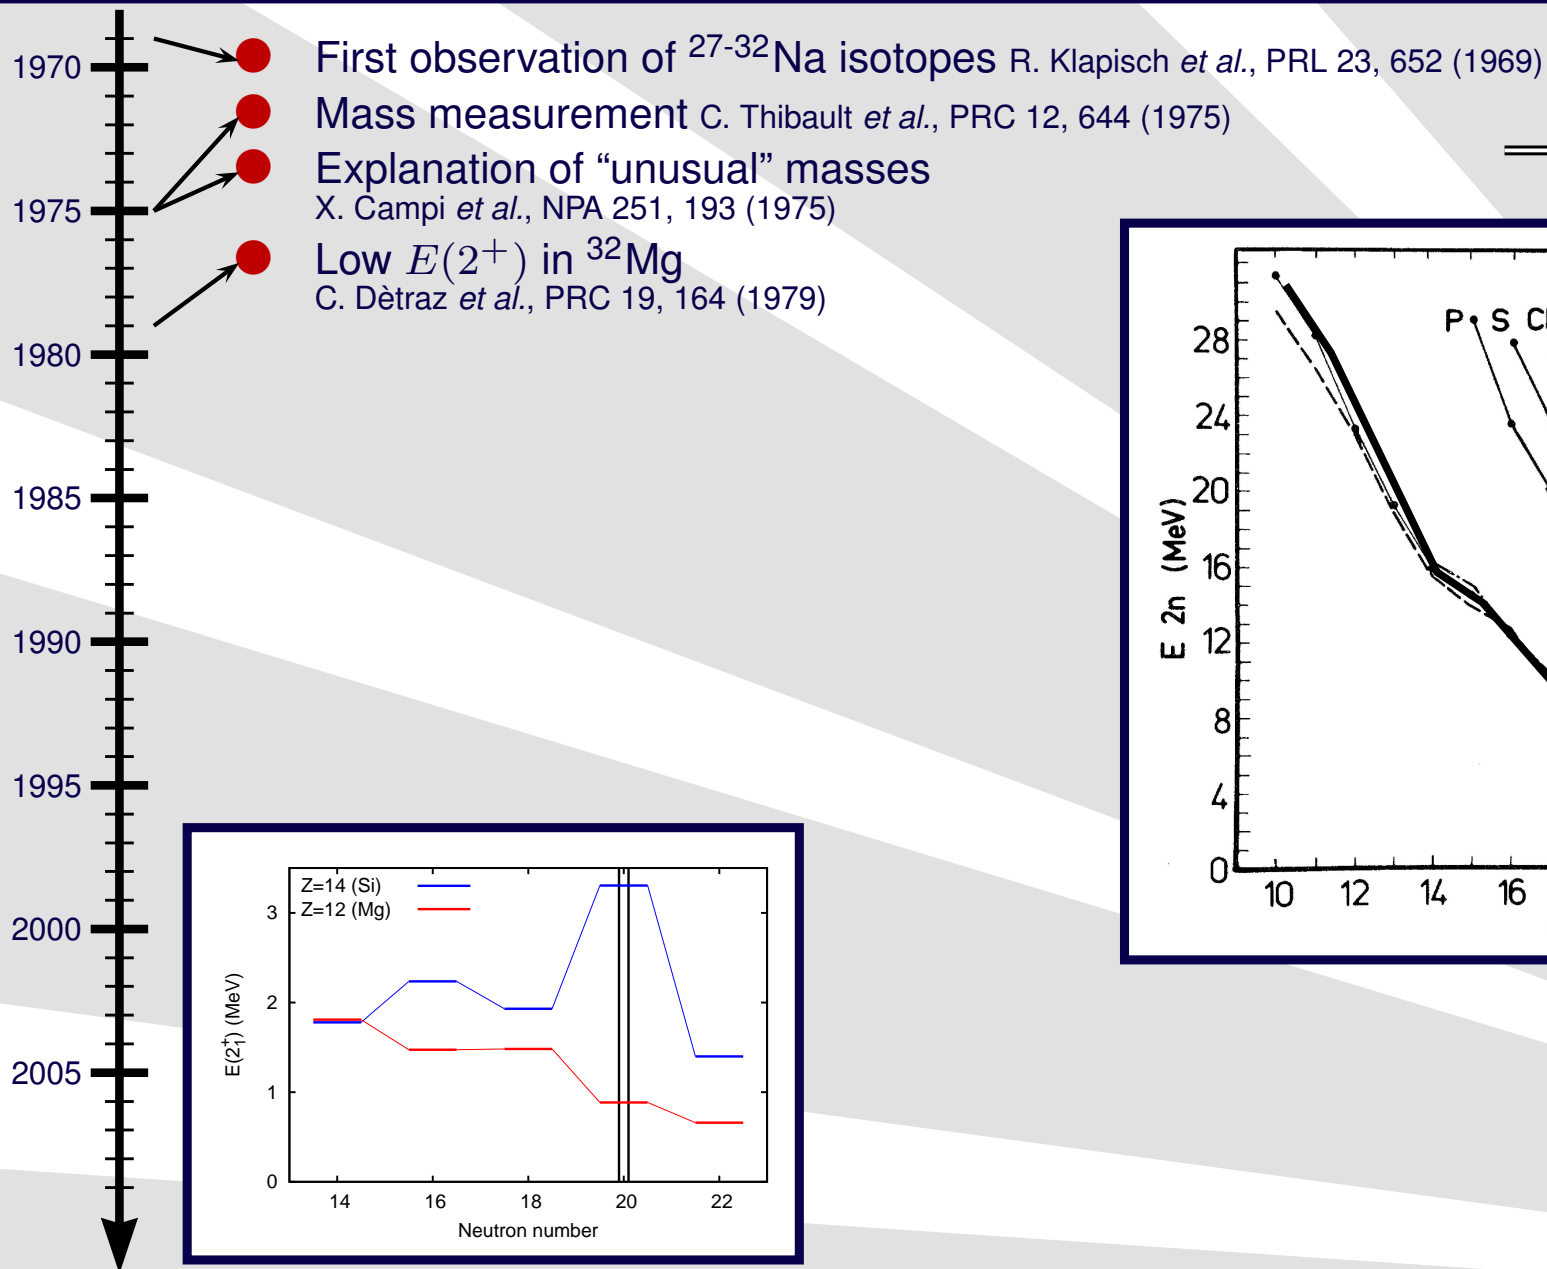 First observation of 27-32Na isotopes R. Klapisch et al., PRL 23, 652 (1969)
Mass measurement C. Thibault et al., PRC 12, 644 (1975)
Explanation of “unusual” masses
X. Campi et al., NPA 251, 193 (1975)
Low E(2+) in 32Mg
C. Dètraz et al., PRC 19, 164 (1979)
1970
1975
1980
1985
1990
1995
2000
2005
P S
28
24
20
16
12
8
4
0
E 2n (MeV)
10 12 14 16
Z=14 (Si)
Z=12 (Mg)
3
2
1
0
E(2₁⁺) (MeV)
14 16 18 20 22
Neutron number